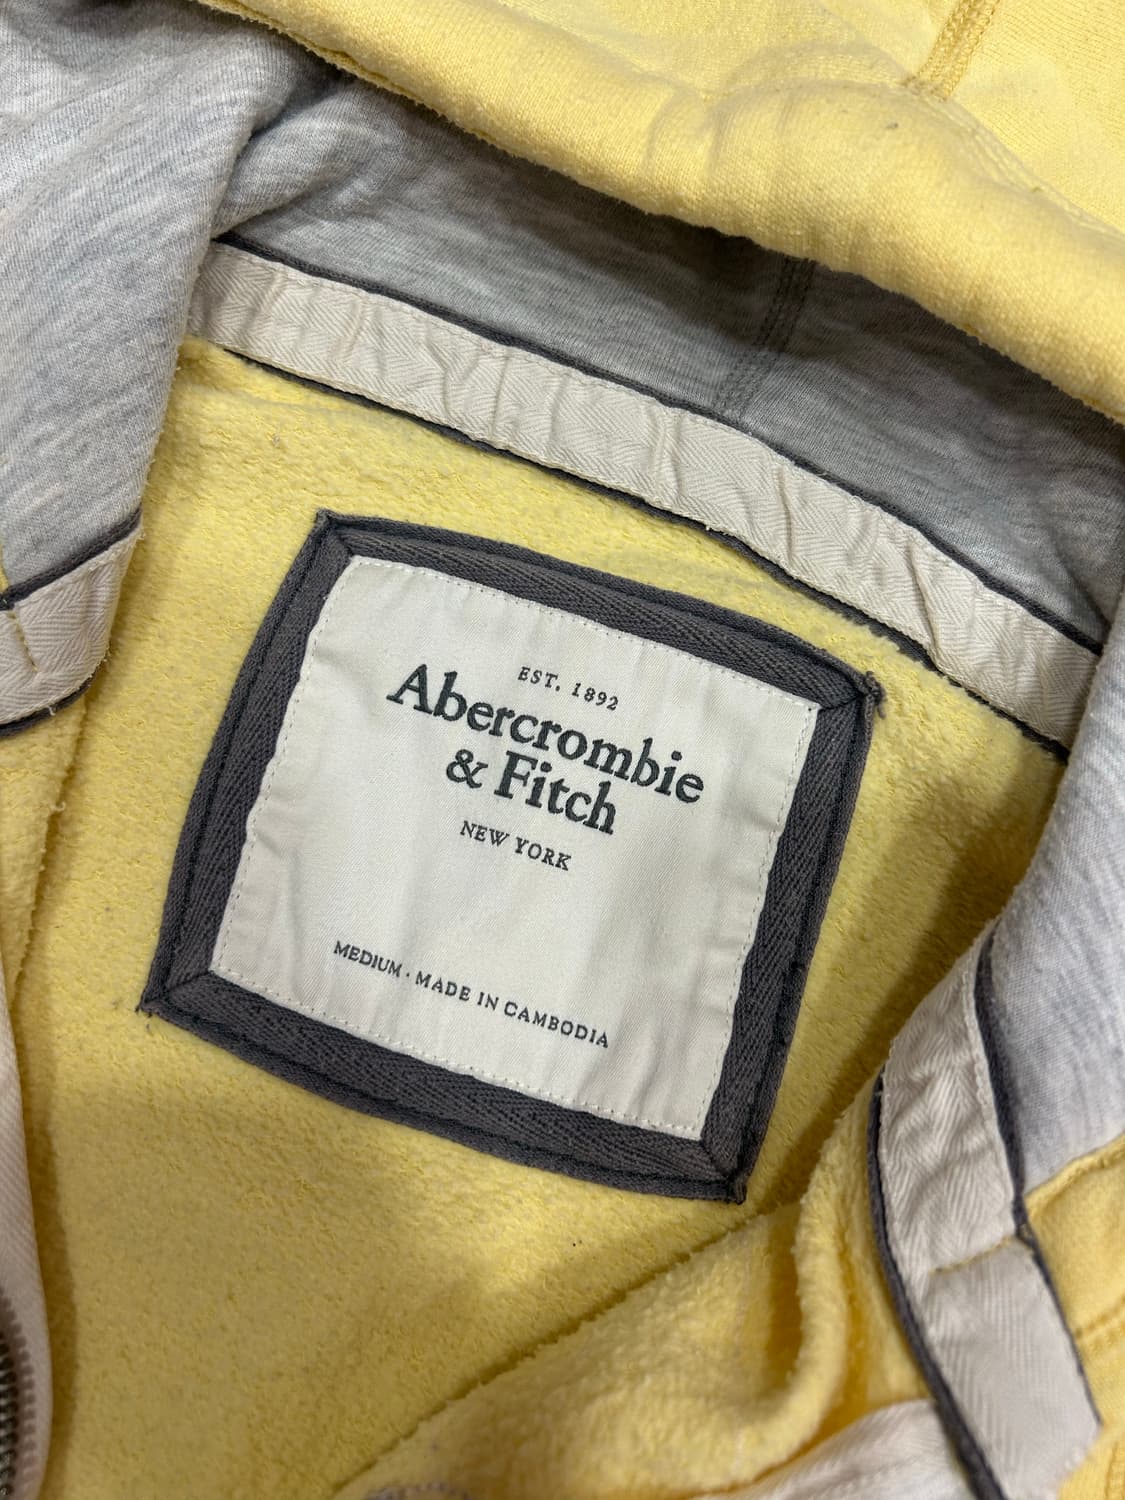 EST. 1892
Abercrombie
& Fitch
NEW YORK
MEDIUM · MADE IN CAMBODIA